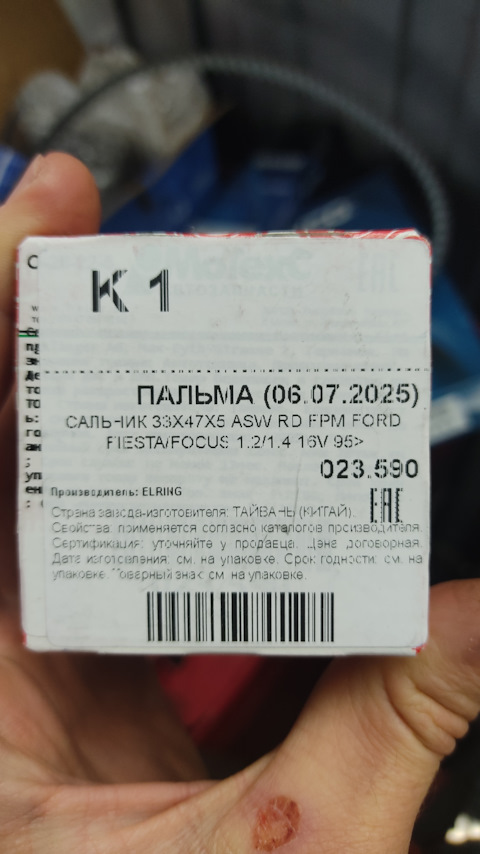 К 1
ПАЛЬМА (06.07.2025)
САЛЬНИК 33X47X5 ASW RD FPM FORD
FIESTA/FOCUS 1.2/1.4 16V 95>
023.590
Производитель: ELRING
EAC
Страна завода-изготовителя: ТАЙВАНЬ (КИТАЙ).
Свойства: применяется согласно каталогов производителя.
Сертификация: уточняйте у продавца. Цена договорная.
Дата изготовления: см. на упаковке. Срок годности: см. на
упаковке. Товарный знак: см. на упаковке.